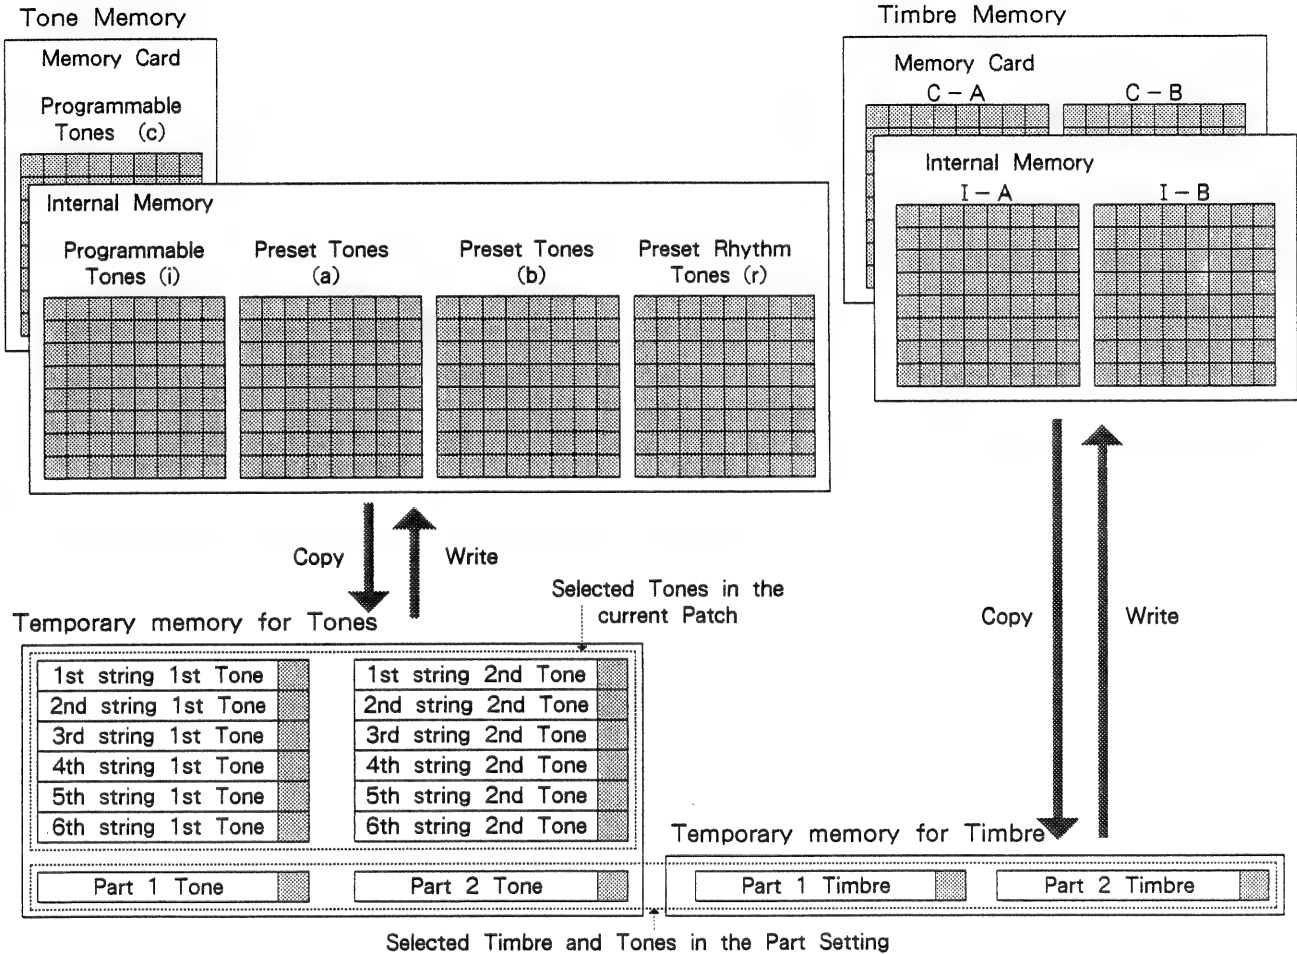 Tone Memory
Memory Card
Programmable
Tones (c)
Internal Memory
Programmable
Tones (i)
Preset Tones
(a)
Preset Tones
(b)
Preset Rhythm
Tones (r)
Timbre Memory
Memory Card
C – A
C – B
Internal Memory
I – A
I – B
Copy
Write
Selected Tones in the
current Patch
Copy
Write
Temporary memory for Tones
1st string 1st Tone
2nd string 1st Tone
3rd string 1st Tone
4th string 1st Tone
5th string 1st Tone
6th string 1st Tone
1st string 2nd Tone
2nd string 2nd Tone
3rd string 2nd Tone
4th string 2nd Tone
5th string 2nd Tone
6th string 2nd Tone
Part 1 Tone
Part 2 Tone
Temporary memory for Timbre
Part 1 Timbre
Part 2 Timbre
Selected Timbre and Tones in the Part Setting